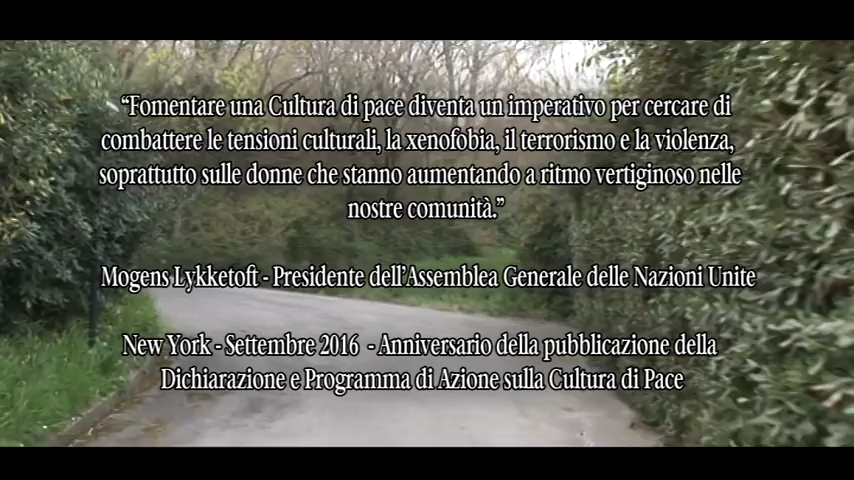 “Fomentare una Cultura di pace diventa un imperativo per cercare di
combattere le tensioni culturali, la xenofobia, il terrorismo e la violenza,
soprattutto sulle donne che stanno aumentando a ritmo vertiginoso nelle
nostre comunità.”
Mogens Lykketoft - Presidente dell’Assemblea Generale delle Nazioni Unite
New York - Settembre 2016 - Anniversario della pubblicazione della
Dichiarazione e Programma di Azione sulla Cultura di Pace